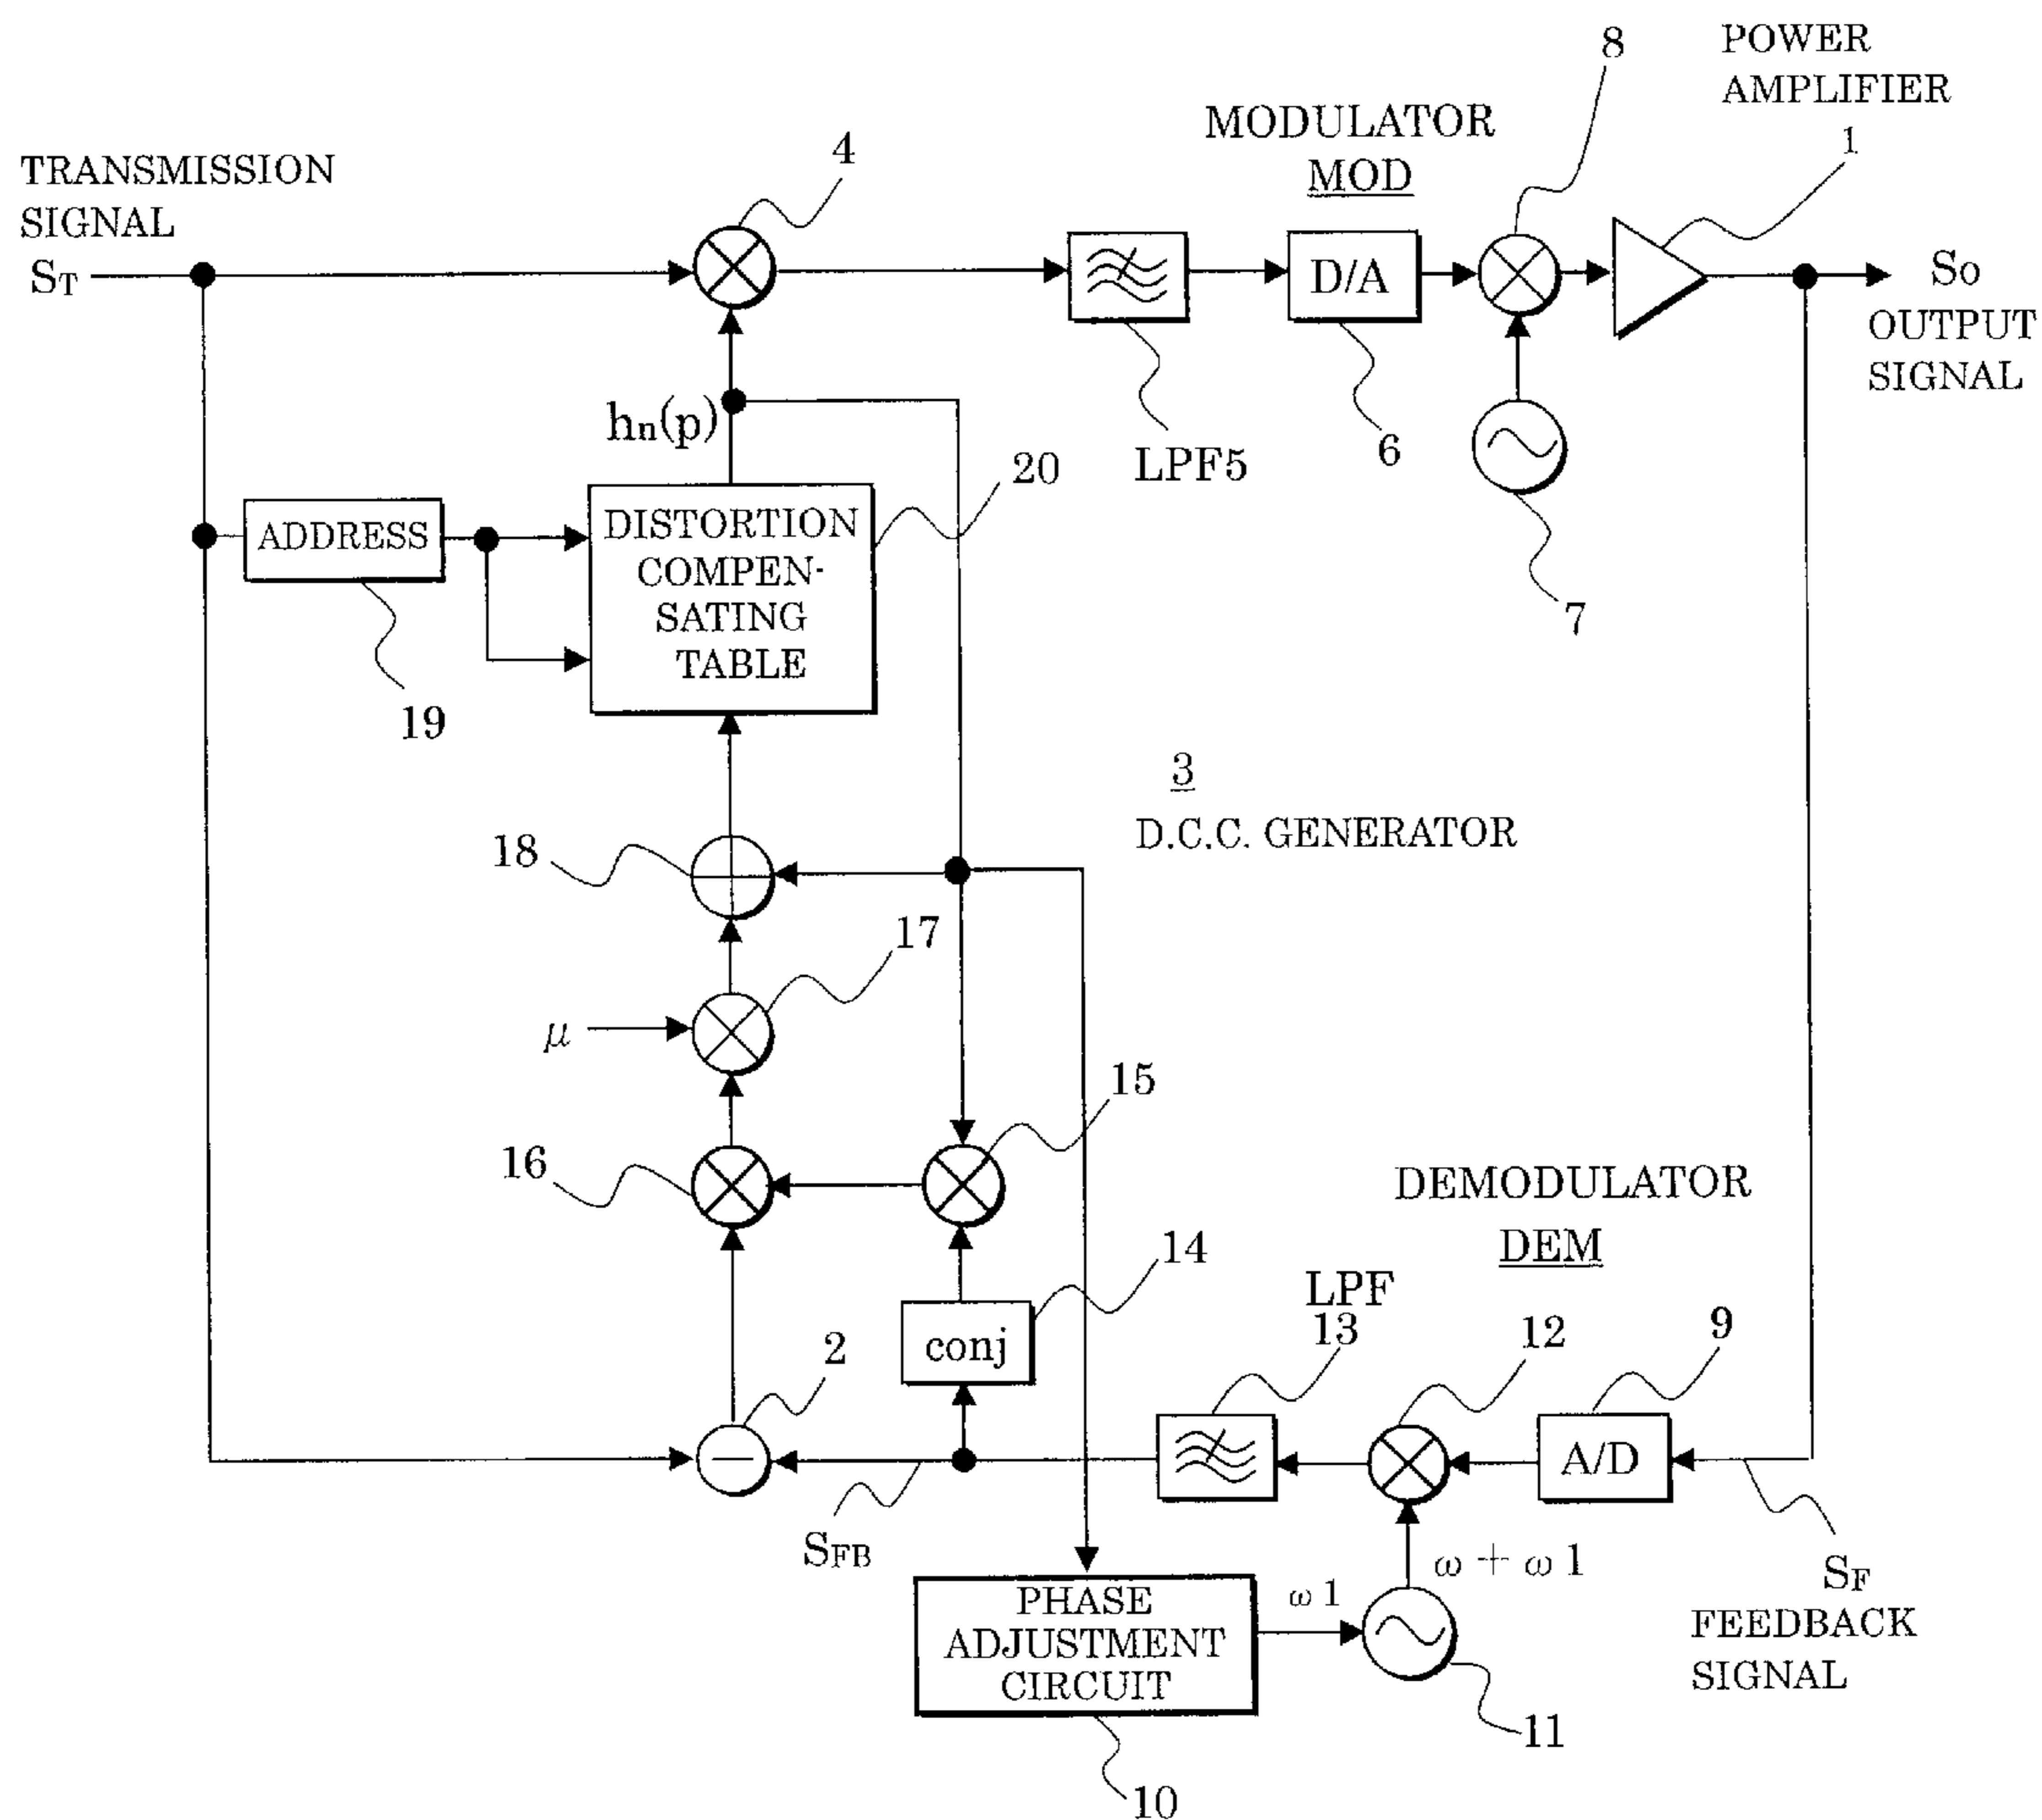 8
POWER
AMPLIFIER
1
MODULATOR
MOD
4
TRANSMISSION
SIGNAL
ST
D/A
So
OUTPUT
SIGNAL
hn(p)
20
LPF5
6
7
ADDRESS
DISTORTION
COMPEN-
SATING
TABLE
19
3
D.C.C. GENERATOR
18
17
μ
15
16
DEMODULATOR
DEM
14
LPF
13
12
9
2
conj
A/D
SFB
ω + ω 1
SF
FEEDBACK
SIGNAL
PHASE
ADJUSTMENT
CIRCUIT
ω 1
11
10